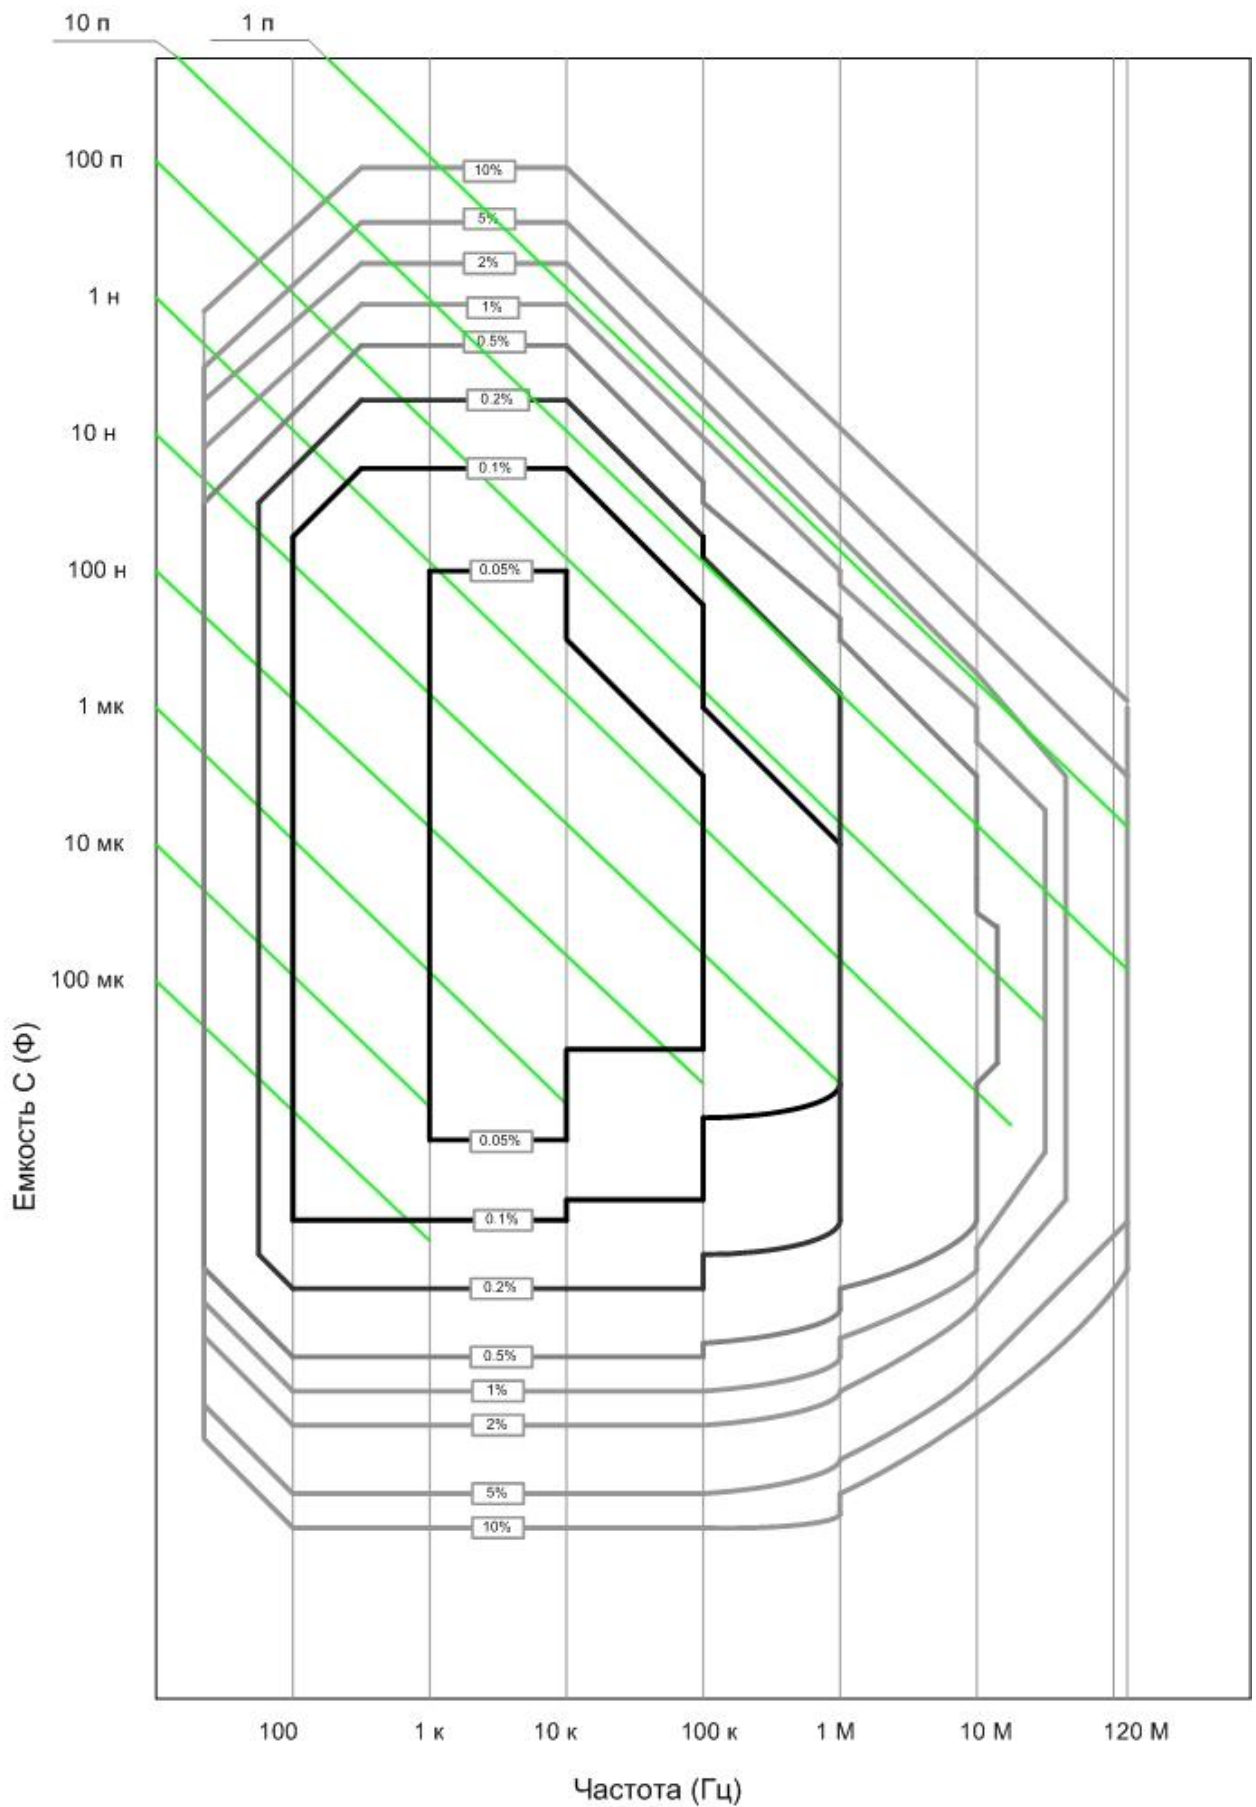 10 п
1 п
100 п
10%
5%
2%
1 н
1%
0.5%
0.2%
10 н
0.1%
100 н
0.05%
1 мк
10 мк
100 мк
Емкость С (Ф)
0.05%
0.1%
0.2%
0.5%
1%
2%
5%
10%
100
1 к
10 к
100 к
1 М
10 М
120 М
Частота (Гц)